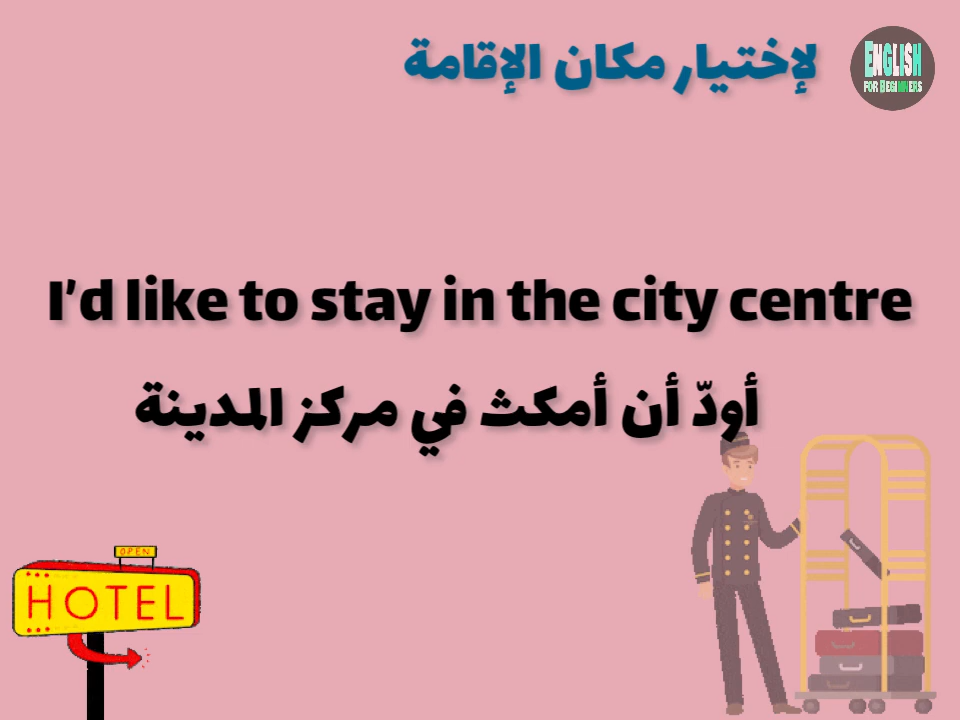 لإختيار مكان الإقامة
ENGLISH
FOR BEGINNERS
I'd like to stay in the city centre
أودّ أن أمكث في مركز المدينة
OPEN
HOTEL